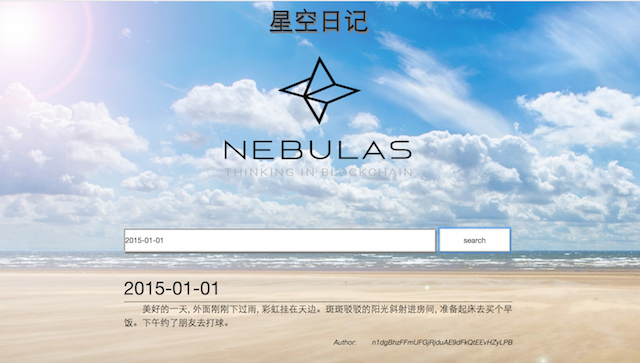 星空日记
NEBULAS
THINKING IN BLOCKCHAIN
2015-01-01
search
2015-01-01
美好的一天, 外面刚刚下过雨, 彩虹挂在天边。斑斑驳驳的阳光斜射进房间, 准备起床去买个早
饭。下午约了朋友去打球。
Author: n1dgBhzFFmUFGjRjduAE9dFkQtEEvHZyLPB